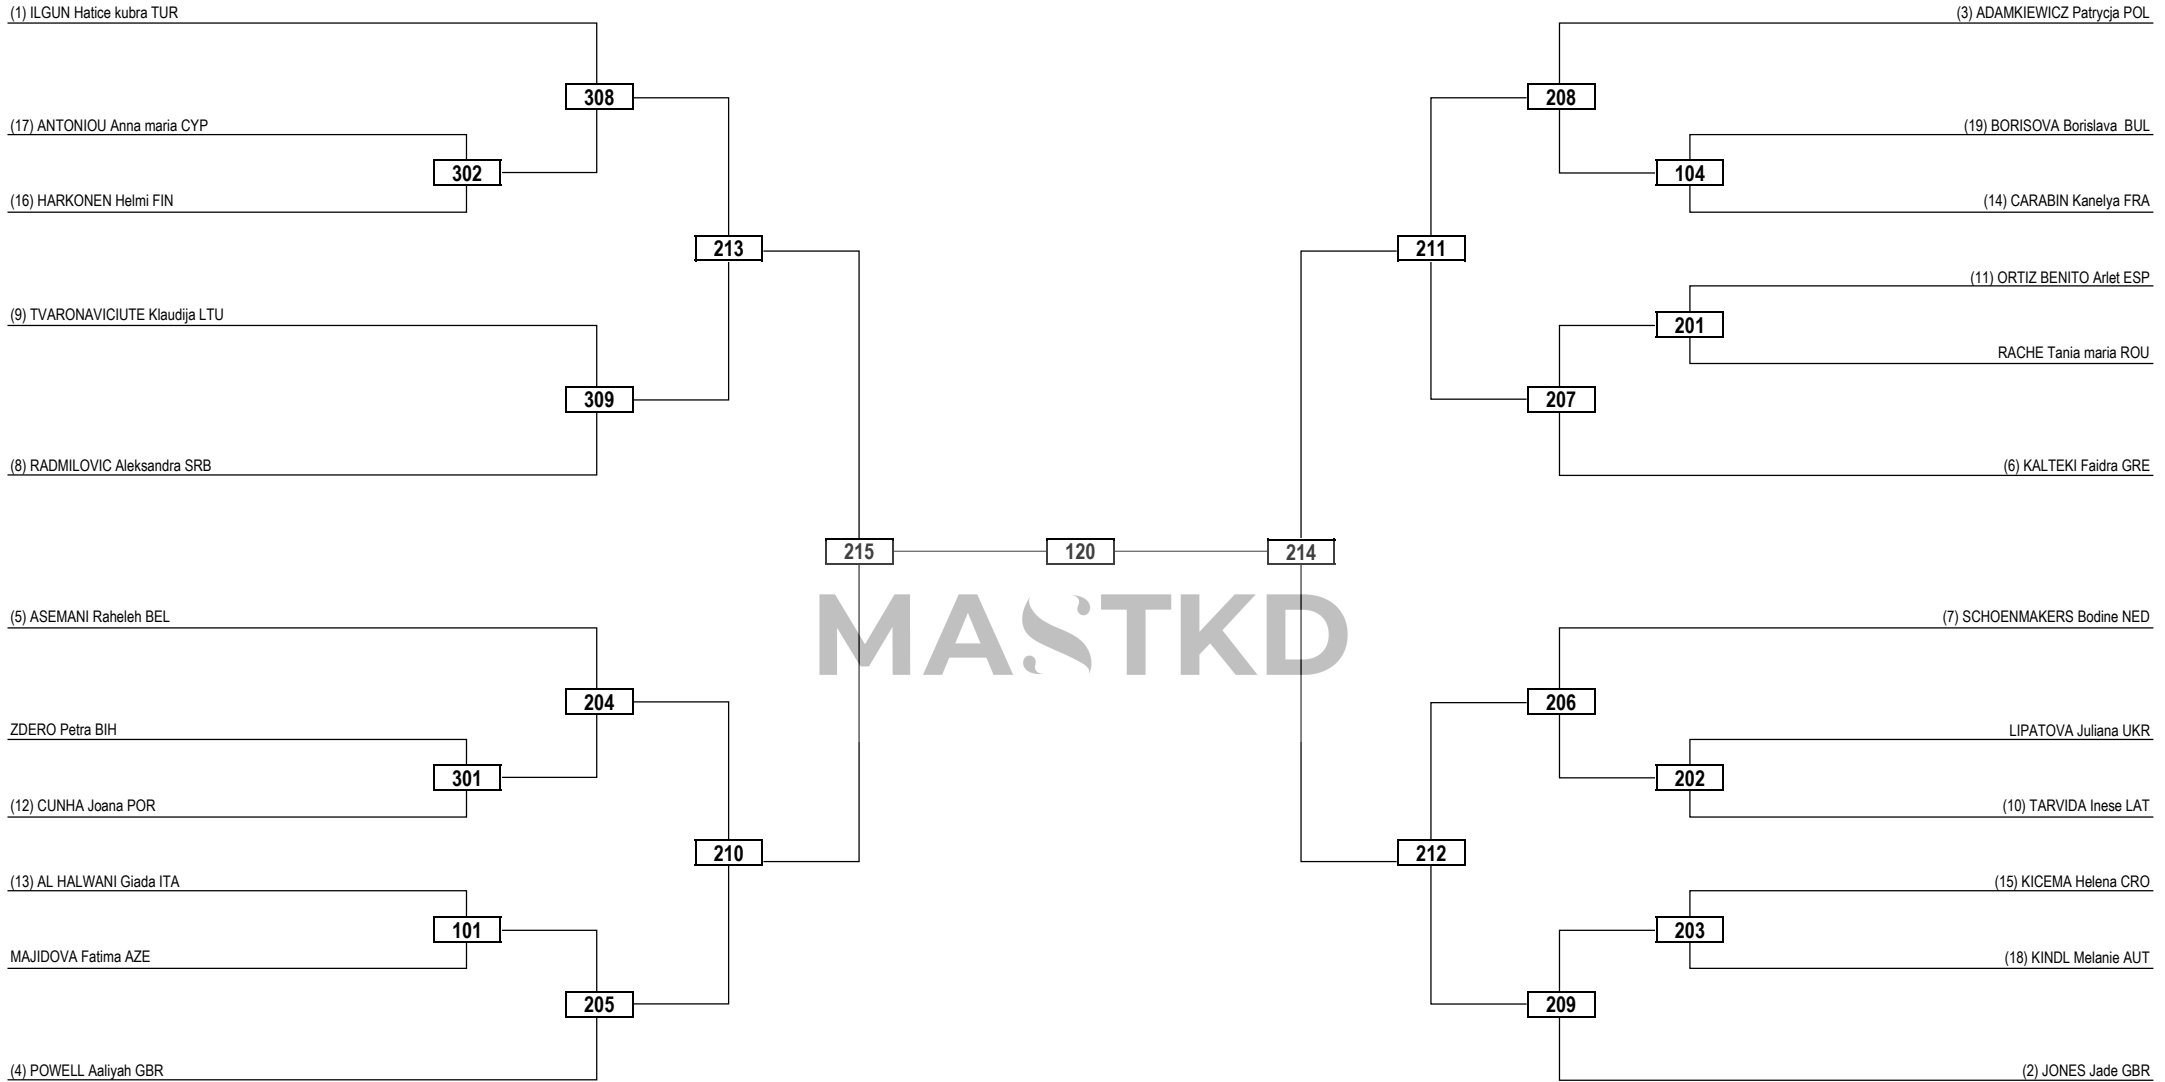 (1) ILGUN Hatice kubra TUR
308
(17) ANTONIOU Anna maria CYP
302
(16) HARKONEN Helmi FIN
213
(9) TVARONAVICIUTE Klaudija LTU
309
(8) RADMILOVIC Aleksandra SRB
215
(5) ASEMANI Raheleh BEL
204
ZDERO Petra BIH
301
(12) CUNHA Joana POR
210
(13) AL HALWANI Giada ITA
101
MAJIDOVA Fatima AZE
205
(4) POWELL Aaliyah GBR
120
MASTKD
(3) ADAMKIEWICZ Patrycja POL
208
(19) BORISOVA Borislava BUL
104
(14) CARABIN Kanelya FRA
211
(11) ORTIZ BENITO Arlet ESP
201
RACHE Tania maria ROU
207
(6) KALTEKI Faidra GRE
214
(7) SCHOENMAKERS Bodine NED
206
LIPATOVA Juliana UKR
202
(10) TARVIDA Inese LAT
212
(15) KICEMA Helena CRO
203
(18) KINDL Melanie AUT
209
(2) JONES Jade GBR